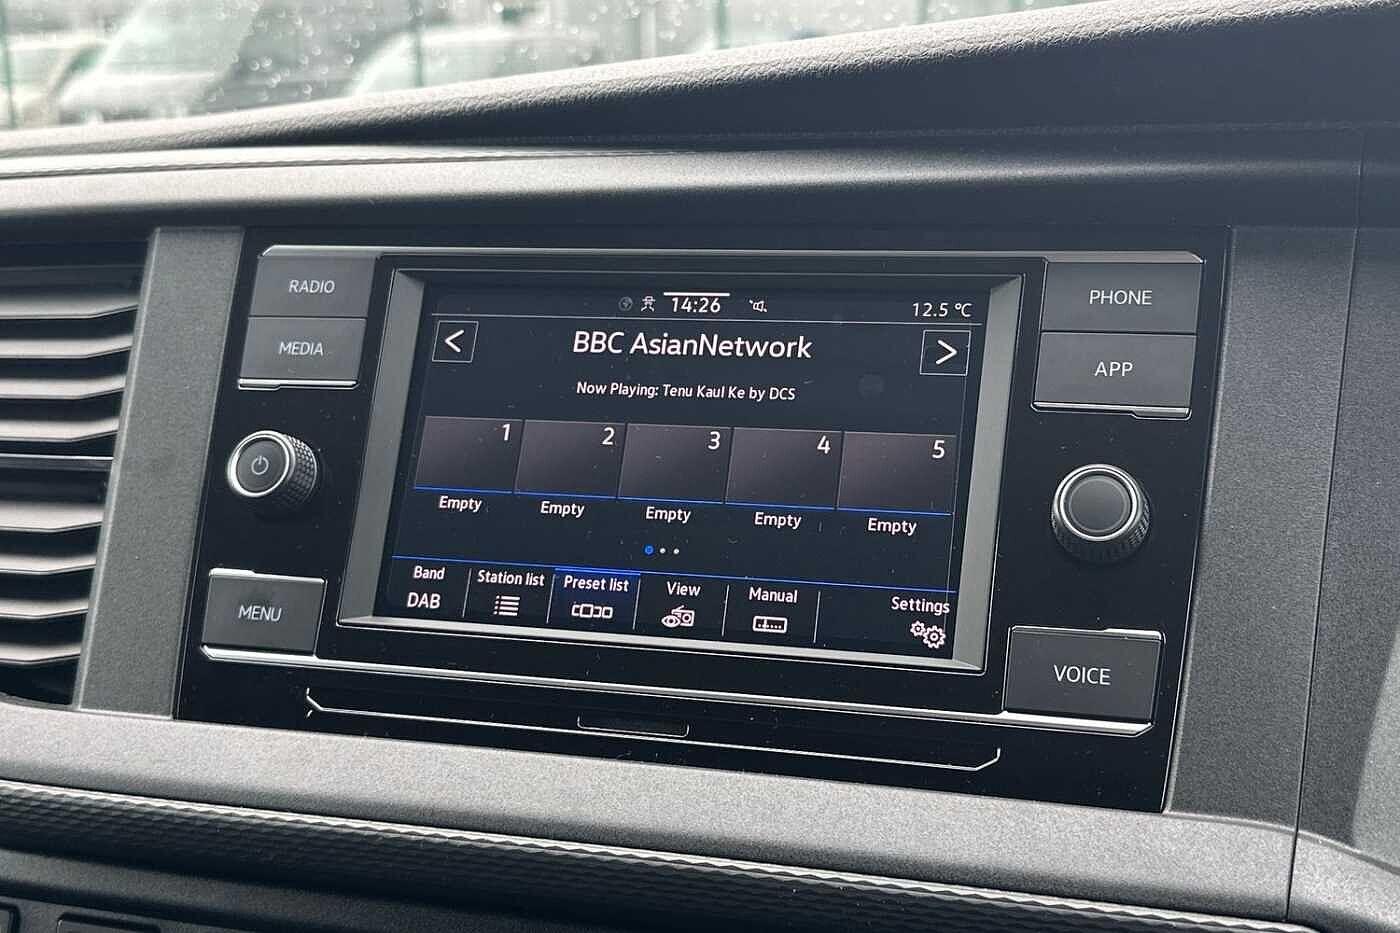 RADIO
MEDIA
MENU
14:26
12.5 °C
<
BBC AsianNetwork
>
Now Playing: Tenu Kaul Ke by DCS
1
2
3
4
5
Empty
Empty
Empty
Empty
Empty
Band
DAB
Station list
Preset list
View
Manual
Settings
PHONE
APP
VOICE